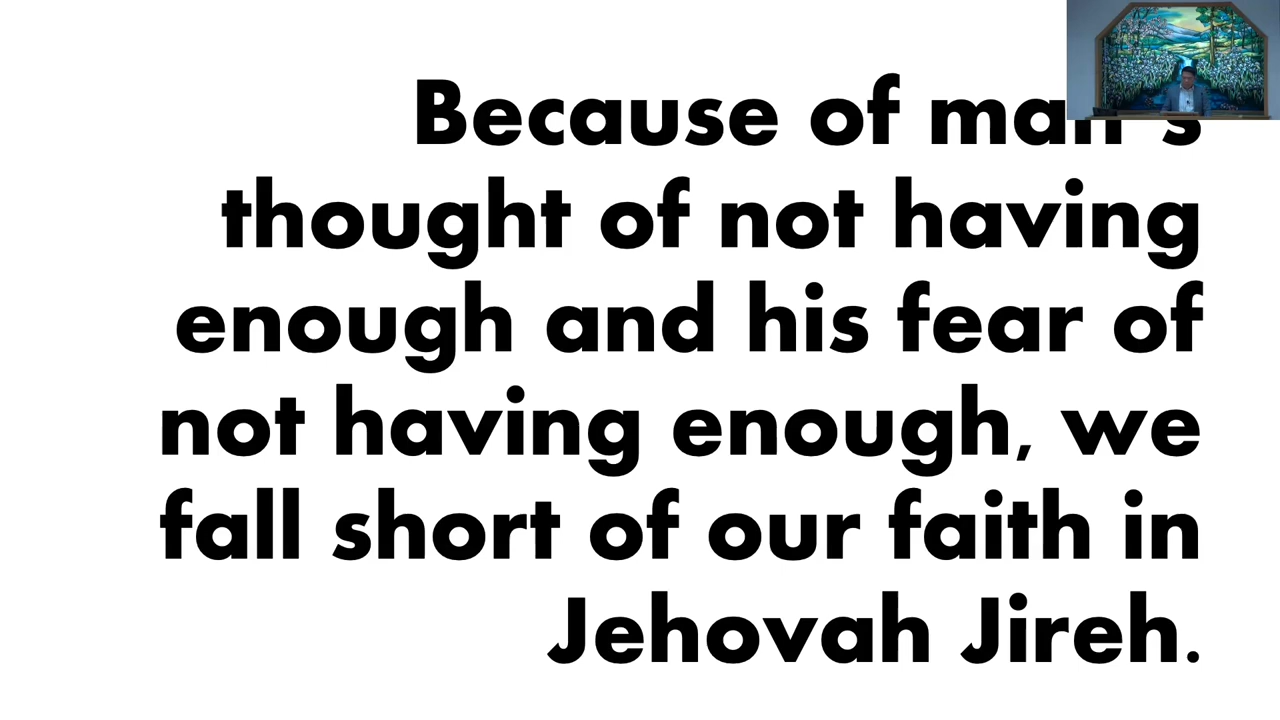 Because of man's
thought of not having
enough and his fear of
not having enough, we
fall short of our faith in
Jehovah Jireh.